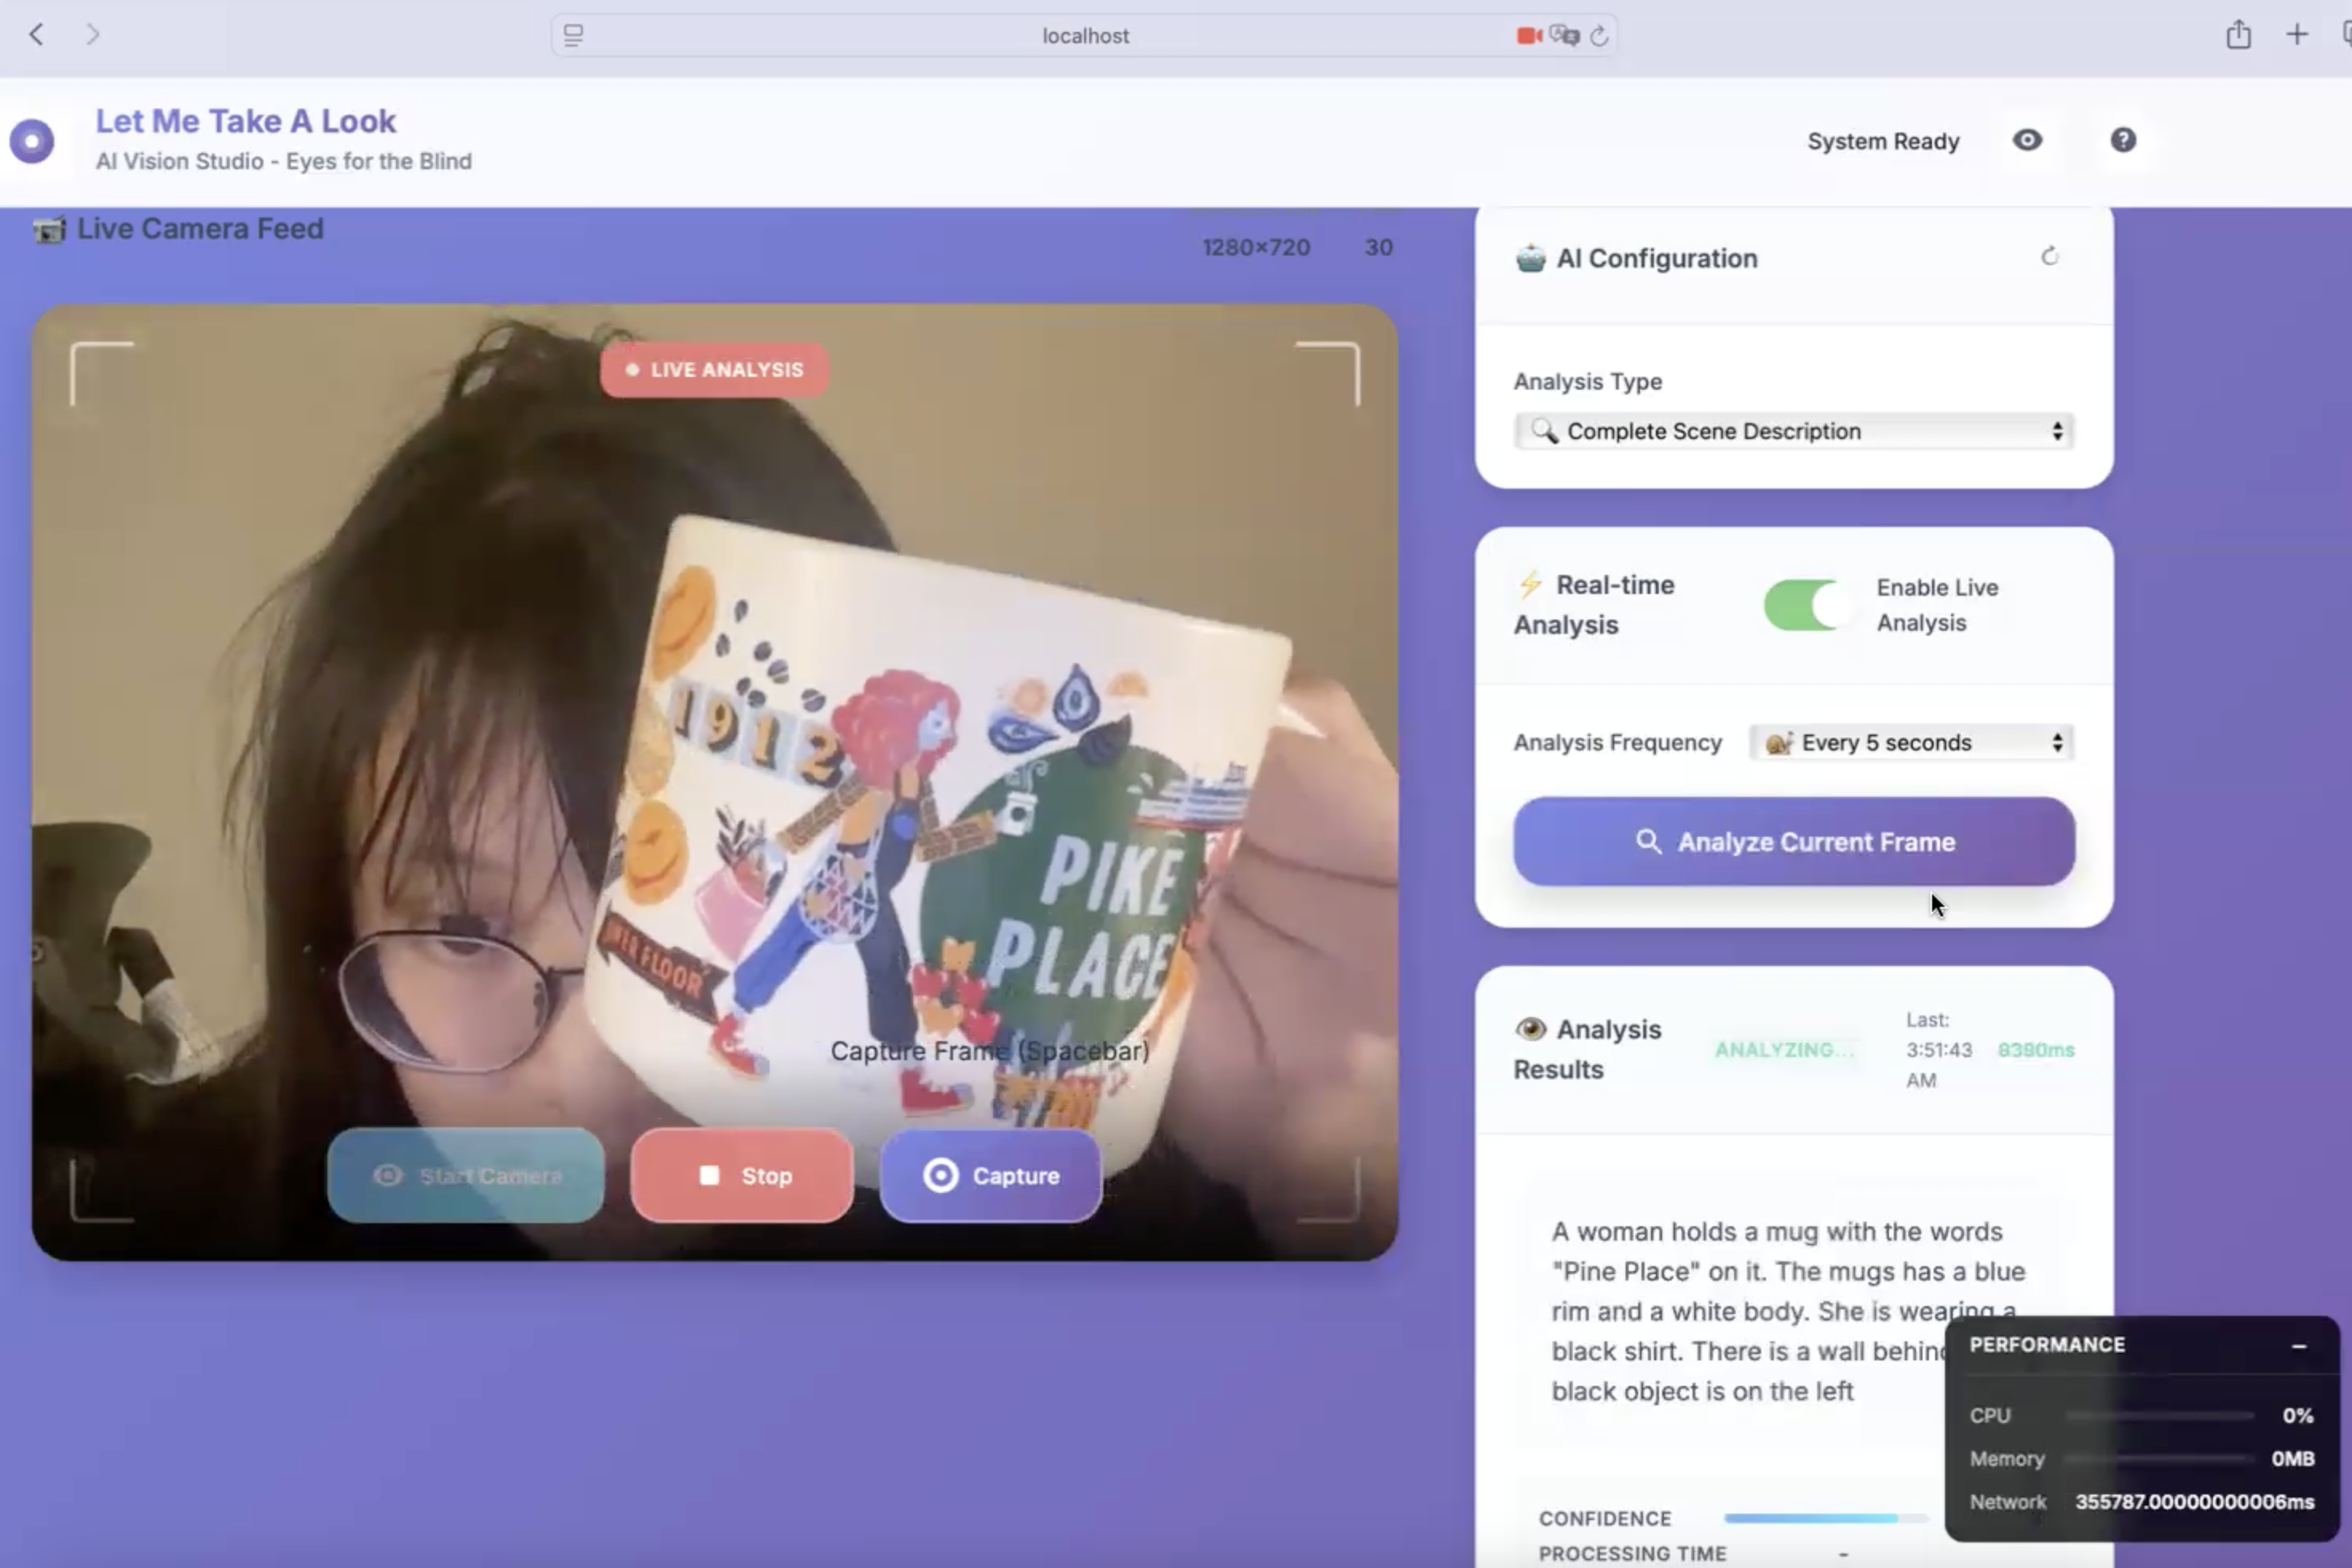 localhost
Let Me Take A Look
AI Vision Studio - Eyes for the Blind
System Ready
Live Camera Feed
1280×720 30
LIVE ANALYSIS
1912
PIKE
PLACE
FLOOR
Capture Frame (Spacebar)
Start Camera
Stop
Capture
AI Configuration
Analysis Type
Complete Scene Description
Real-time
Analysis
Enable Live
Analysis
Analysis Frequency
Every 5 seconds
Analyze Current Frame
Analysis
Results
ANALYZING...
Last:
3:51:43
AM
8390ms
A woman holds a mug with the words
"Pine Place" on it. The mugs has a blue
rim and a white body. She is wearing a
black shirt. There is a wall behind
black object is on the left
CONFIDENCE
PROCESSING TIME -
PERFORMANCE
CPU 0%
Memory 0MB
Network 355787.00000000006ms